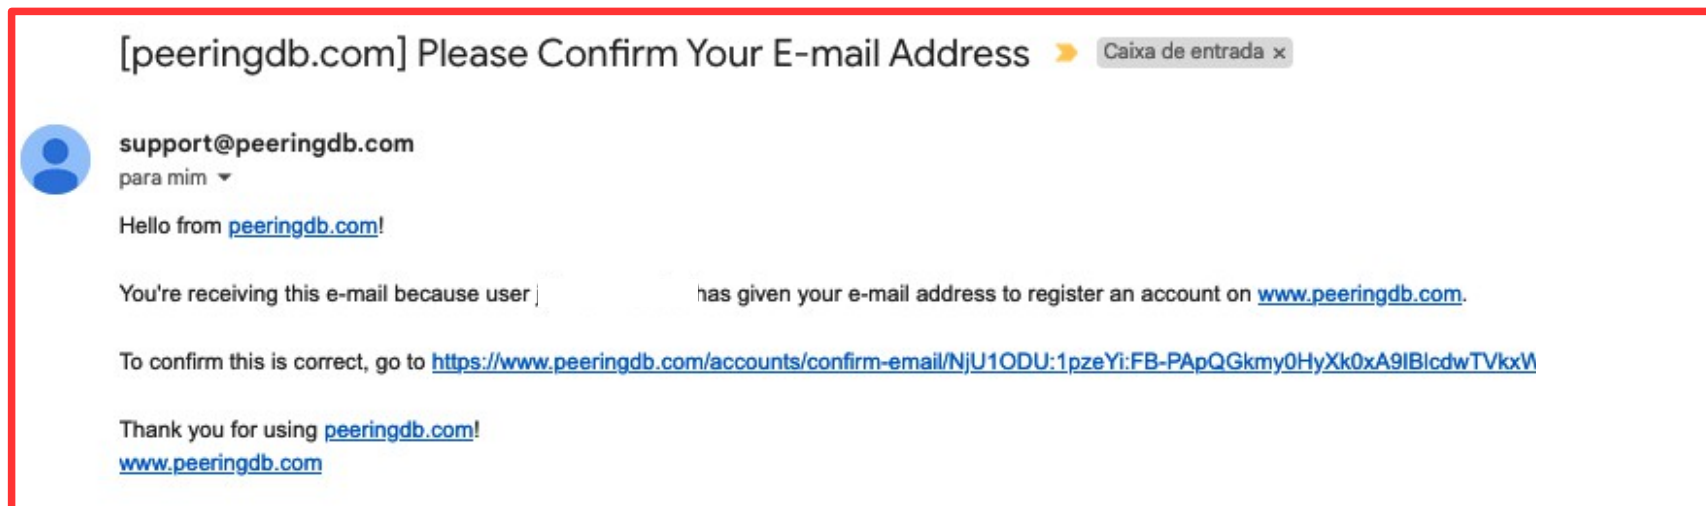 [peeringdb.com] Please Confirm Your E-mail Address Caixa de entrada ×
support@peeringdb.com
para mim
Hello from peeringdb.com!
You're receiving this e-mail because user j has given your e-mail address to register an account on www.peeringdb.com.
To confirm this is correct, go to https://www.peeringdb.com/accounts/confirm-email/NjU1ODU:1pzeYi:FB-PApQGkmy0HyXk0xA9lBlcdwTVkxW
Thank you for using peeringdb.com!
www.peeringdb.com